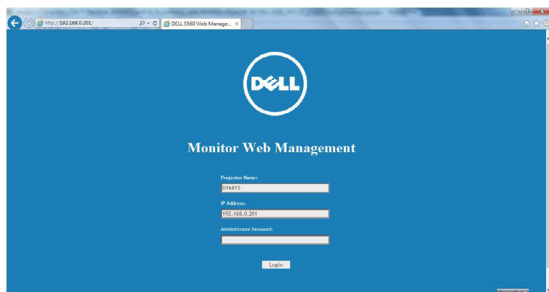 http://192.168.0.201/
DELL S560 Web Manage...
DELL
Monitor Web Management
Projector Name:
IP Address:
192.168.0.201
Administrator Password:
Login